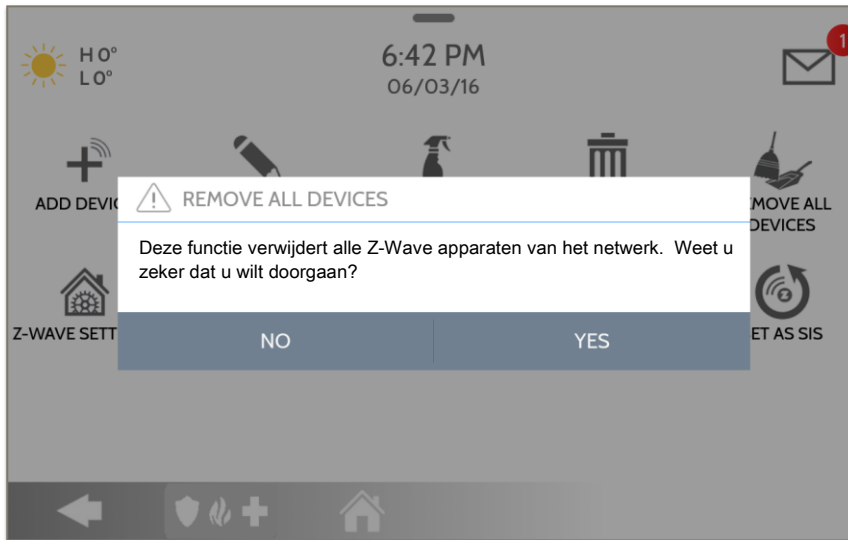 H 0°
L 0°
6:42 PM
06/03/16
1
ADD DEVIC
MOVE ALL
DEVICES
REMOVE ALL DEVICES
Deze functie verwijdert alle Z-Wave apparaten van het netwerk. Weet u
zeker dat u wilt doorgaan?
Z-WAVE SETT
Z
ET AS SIS
NO
YES